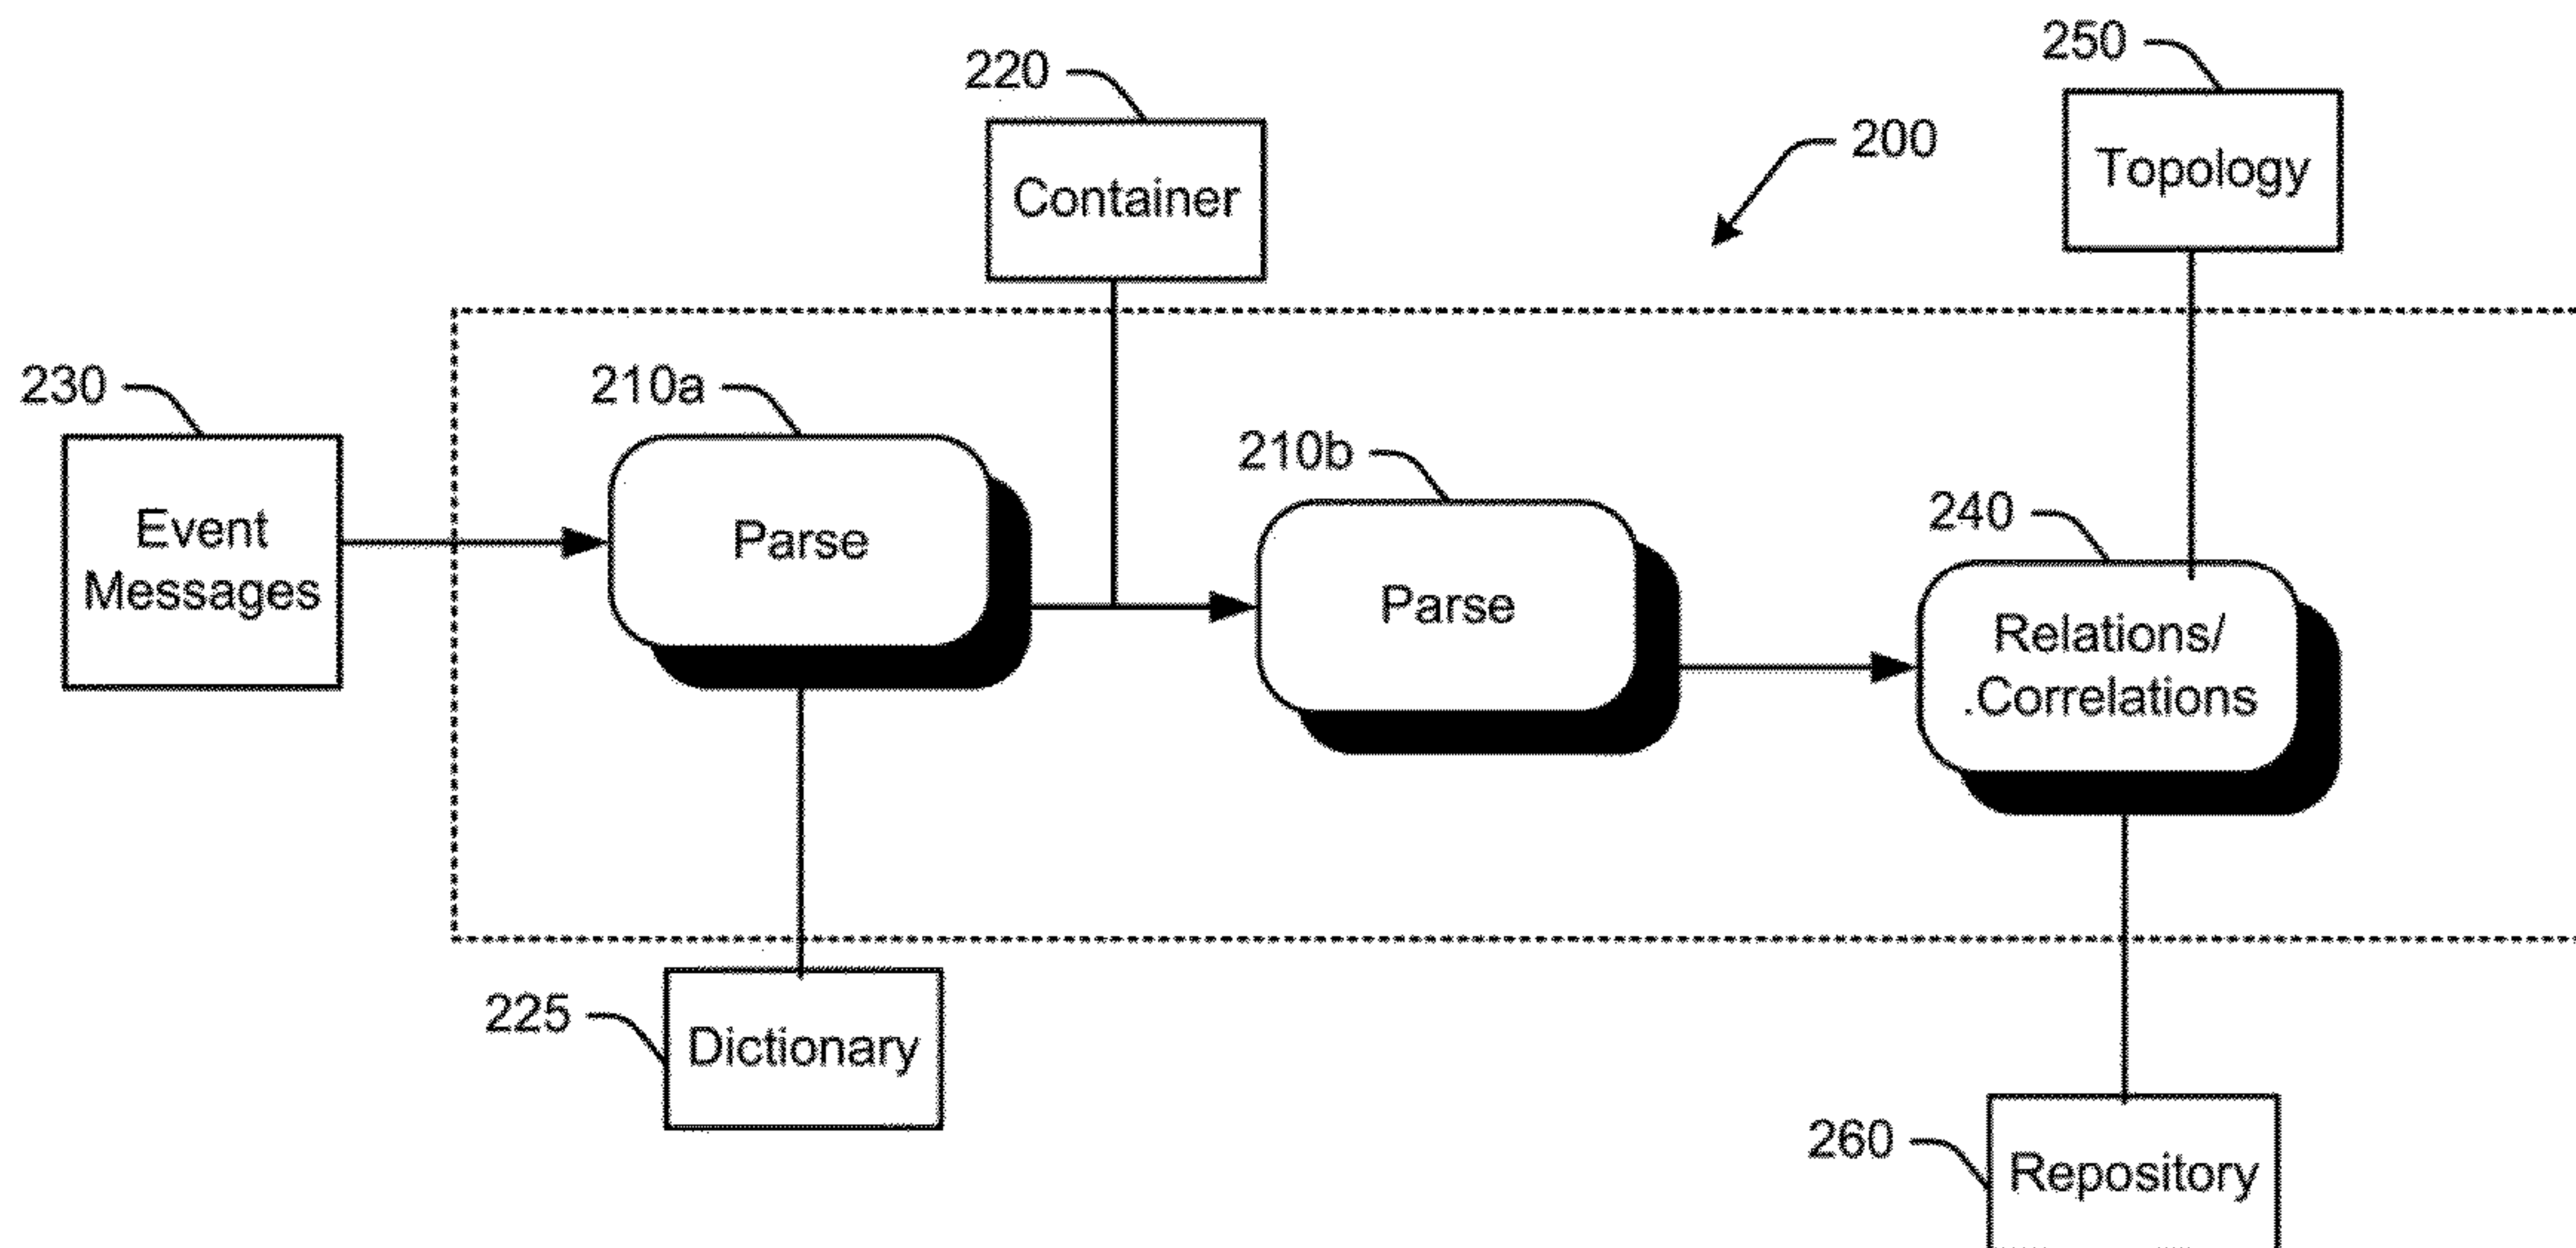 250
220
200
Topology
Container
230
210a
210b
Event
Messages
Parse
Parse
240
Relations/
.Correlations
225
Dictionary
260
Repository